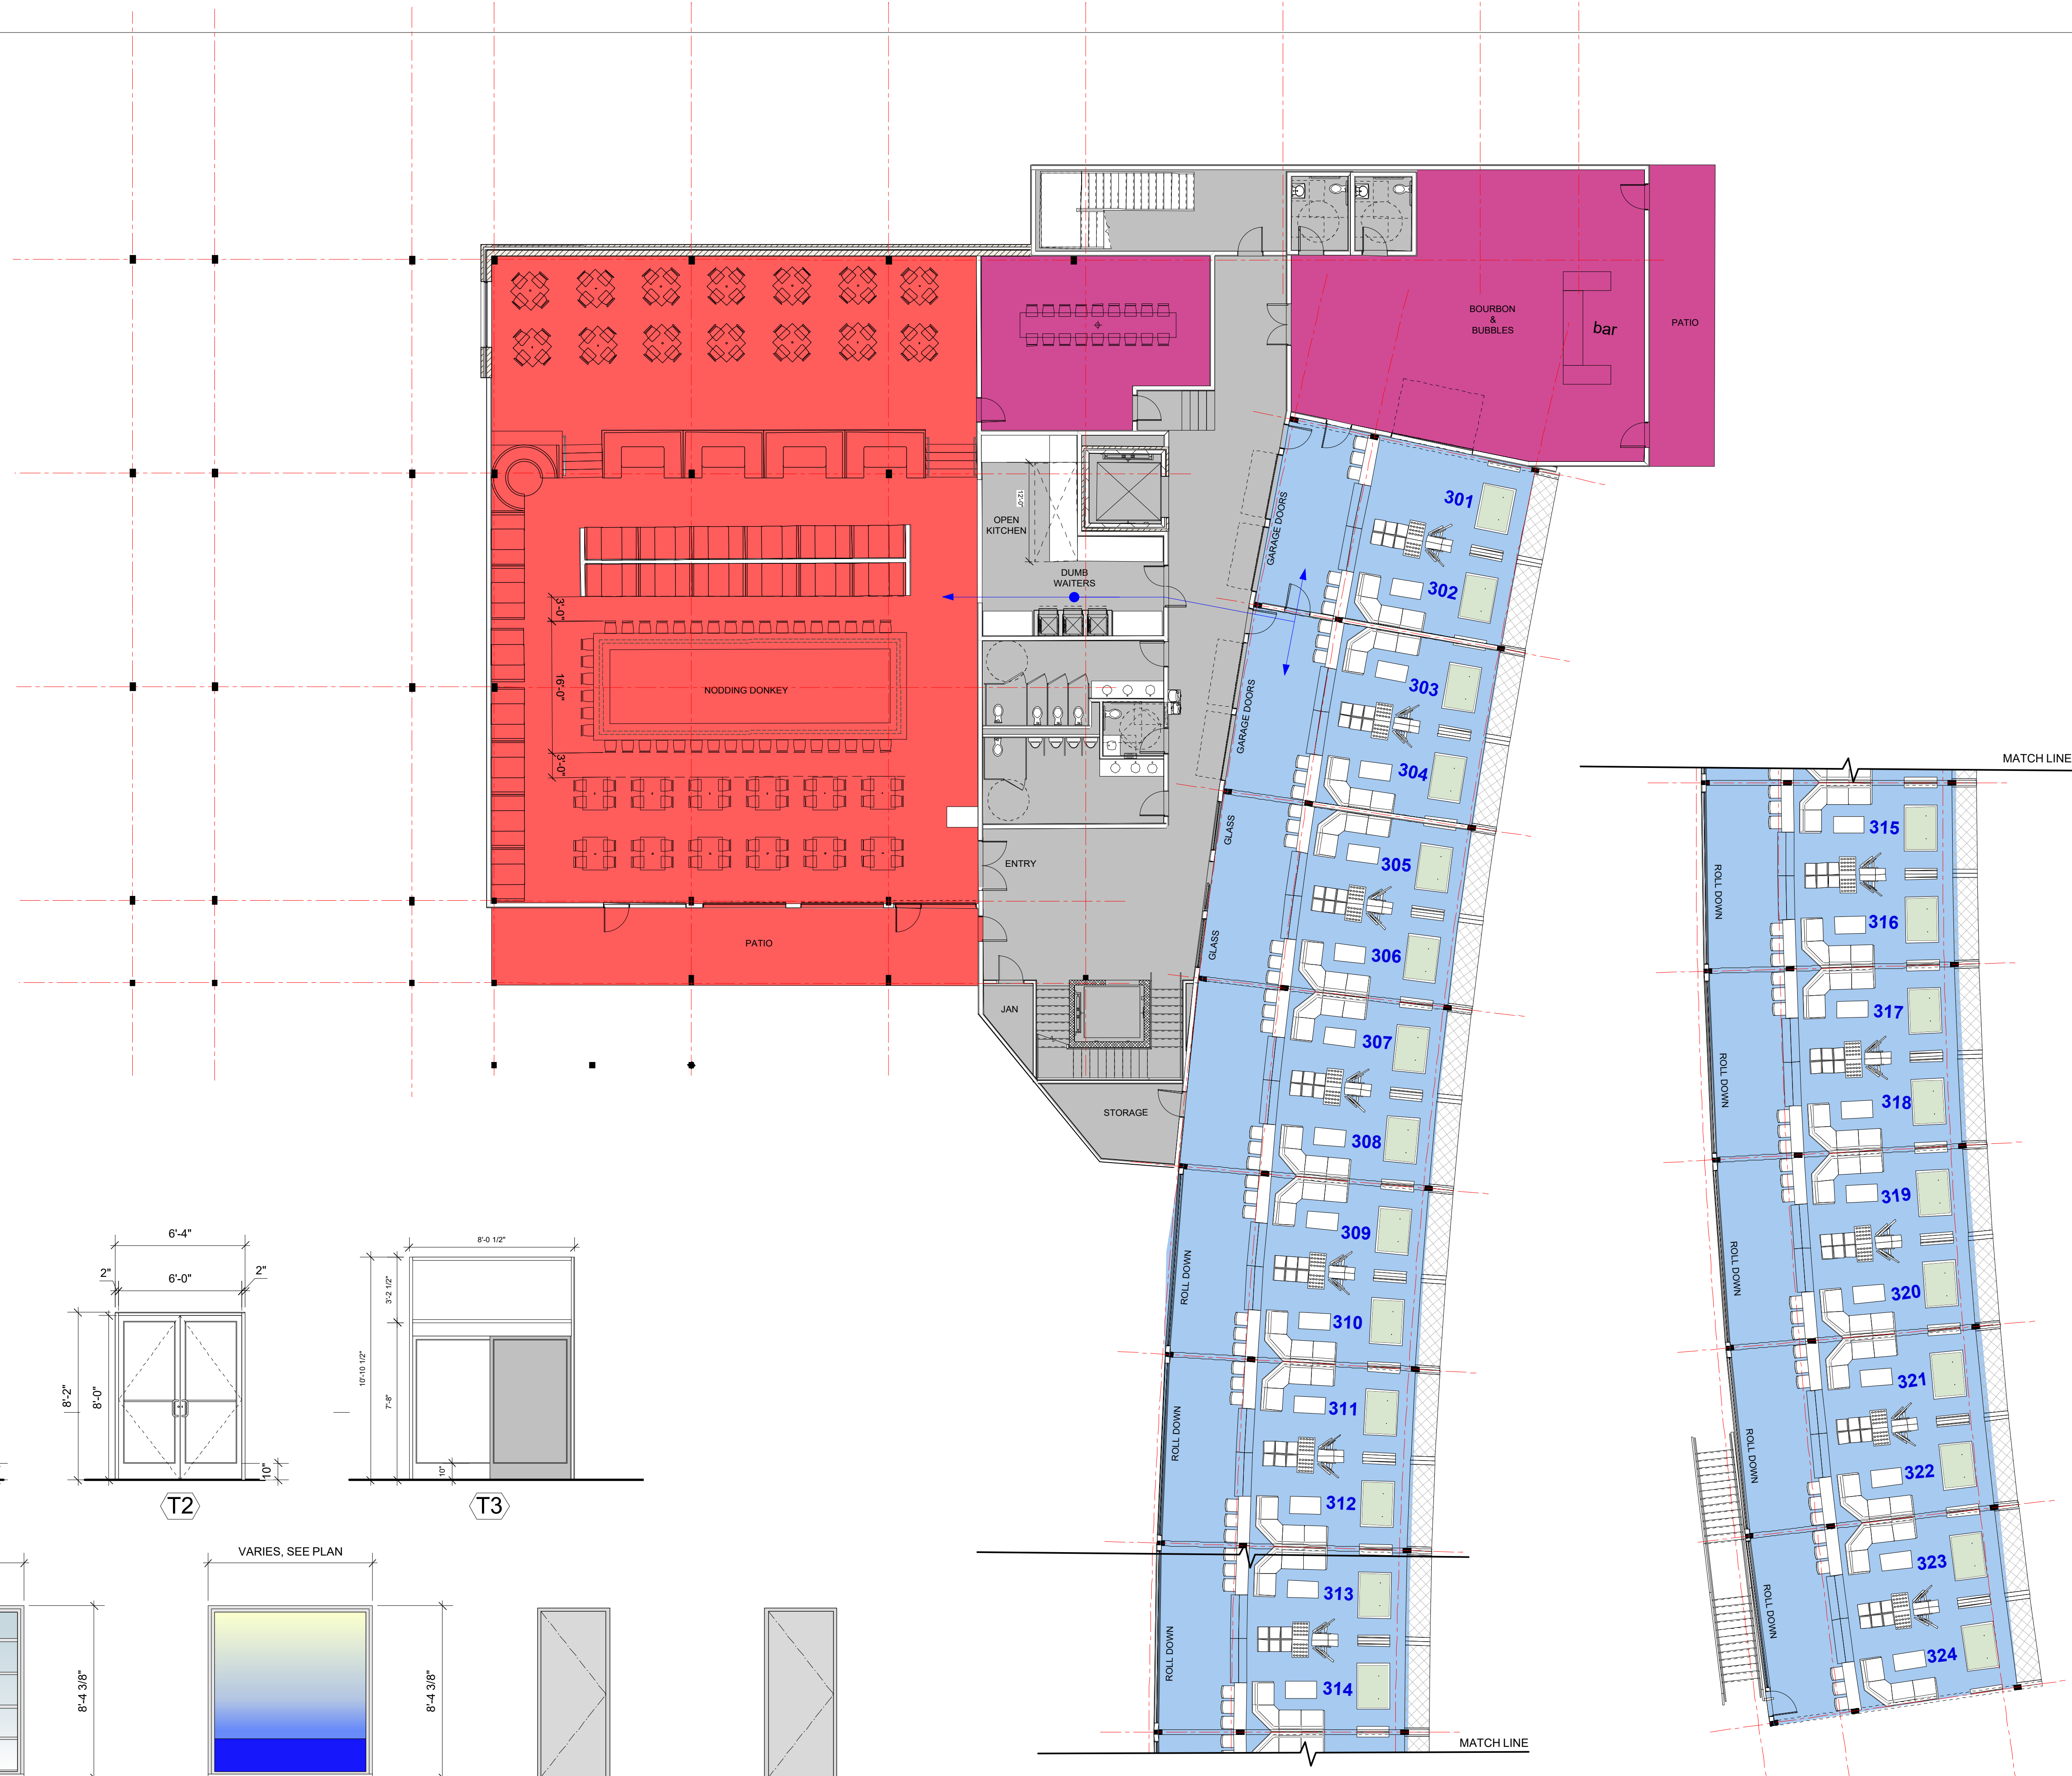 BOURBON
&
BUBBLES
bar
PATIO
301
302
303
304
305
306
307
308
309
310
311
312
313
314
GARAGE DOORS
GARAGE DOORS
GLASS
GLASS
ROLL DOWN
ROLL DOWN
ROLL DOWN
12'-0"
OPEN
KITCHEN
DUMB
WAITERS
3'-0"
16'-0"
3'-0"
NODDING DONKEY
ENTRY
PATIO
JAN
STORAGE
MATCH LINE
MATCH LINE
315
316
317
318
319
320
321
322
323
324
ROLL DOWN
ROLL DOWN
ROLL DOWN
ROLL DOWN
ROLL DOWN
6'-4"
2"
6'-0"
2"
8'-2"
8'-0"
10"
T2
8'-0 1/2"
10'-10 1/2"
3'-2 1/2"
7'-8"
10"
T3
VARIES, SEE PLAN
8'-4 3/8"
8'-4 3/8"